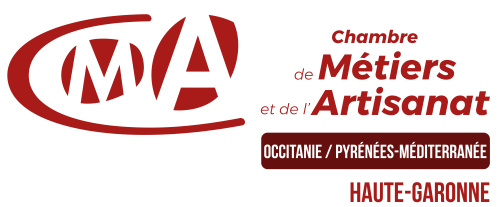 CMA
Chambre
de Métiers
et de l'Artisanat
OCCITANIE / PYRÉNÉES-MÉDITERRANÉE
HAUTE-GARONNE